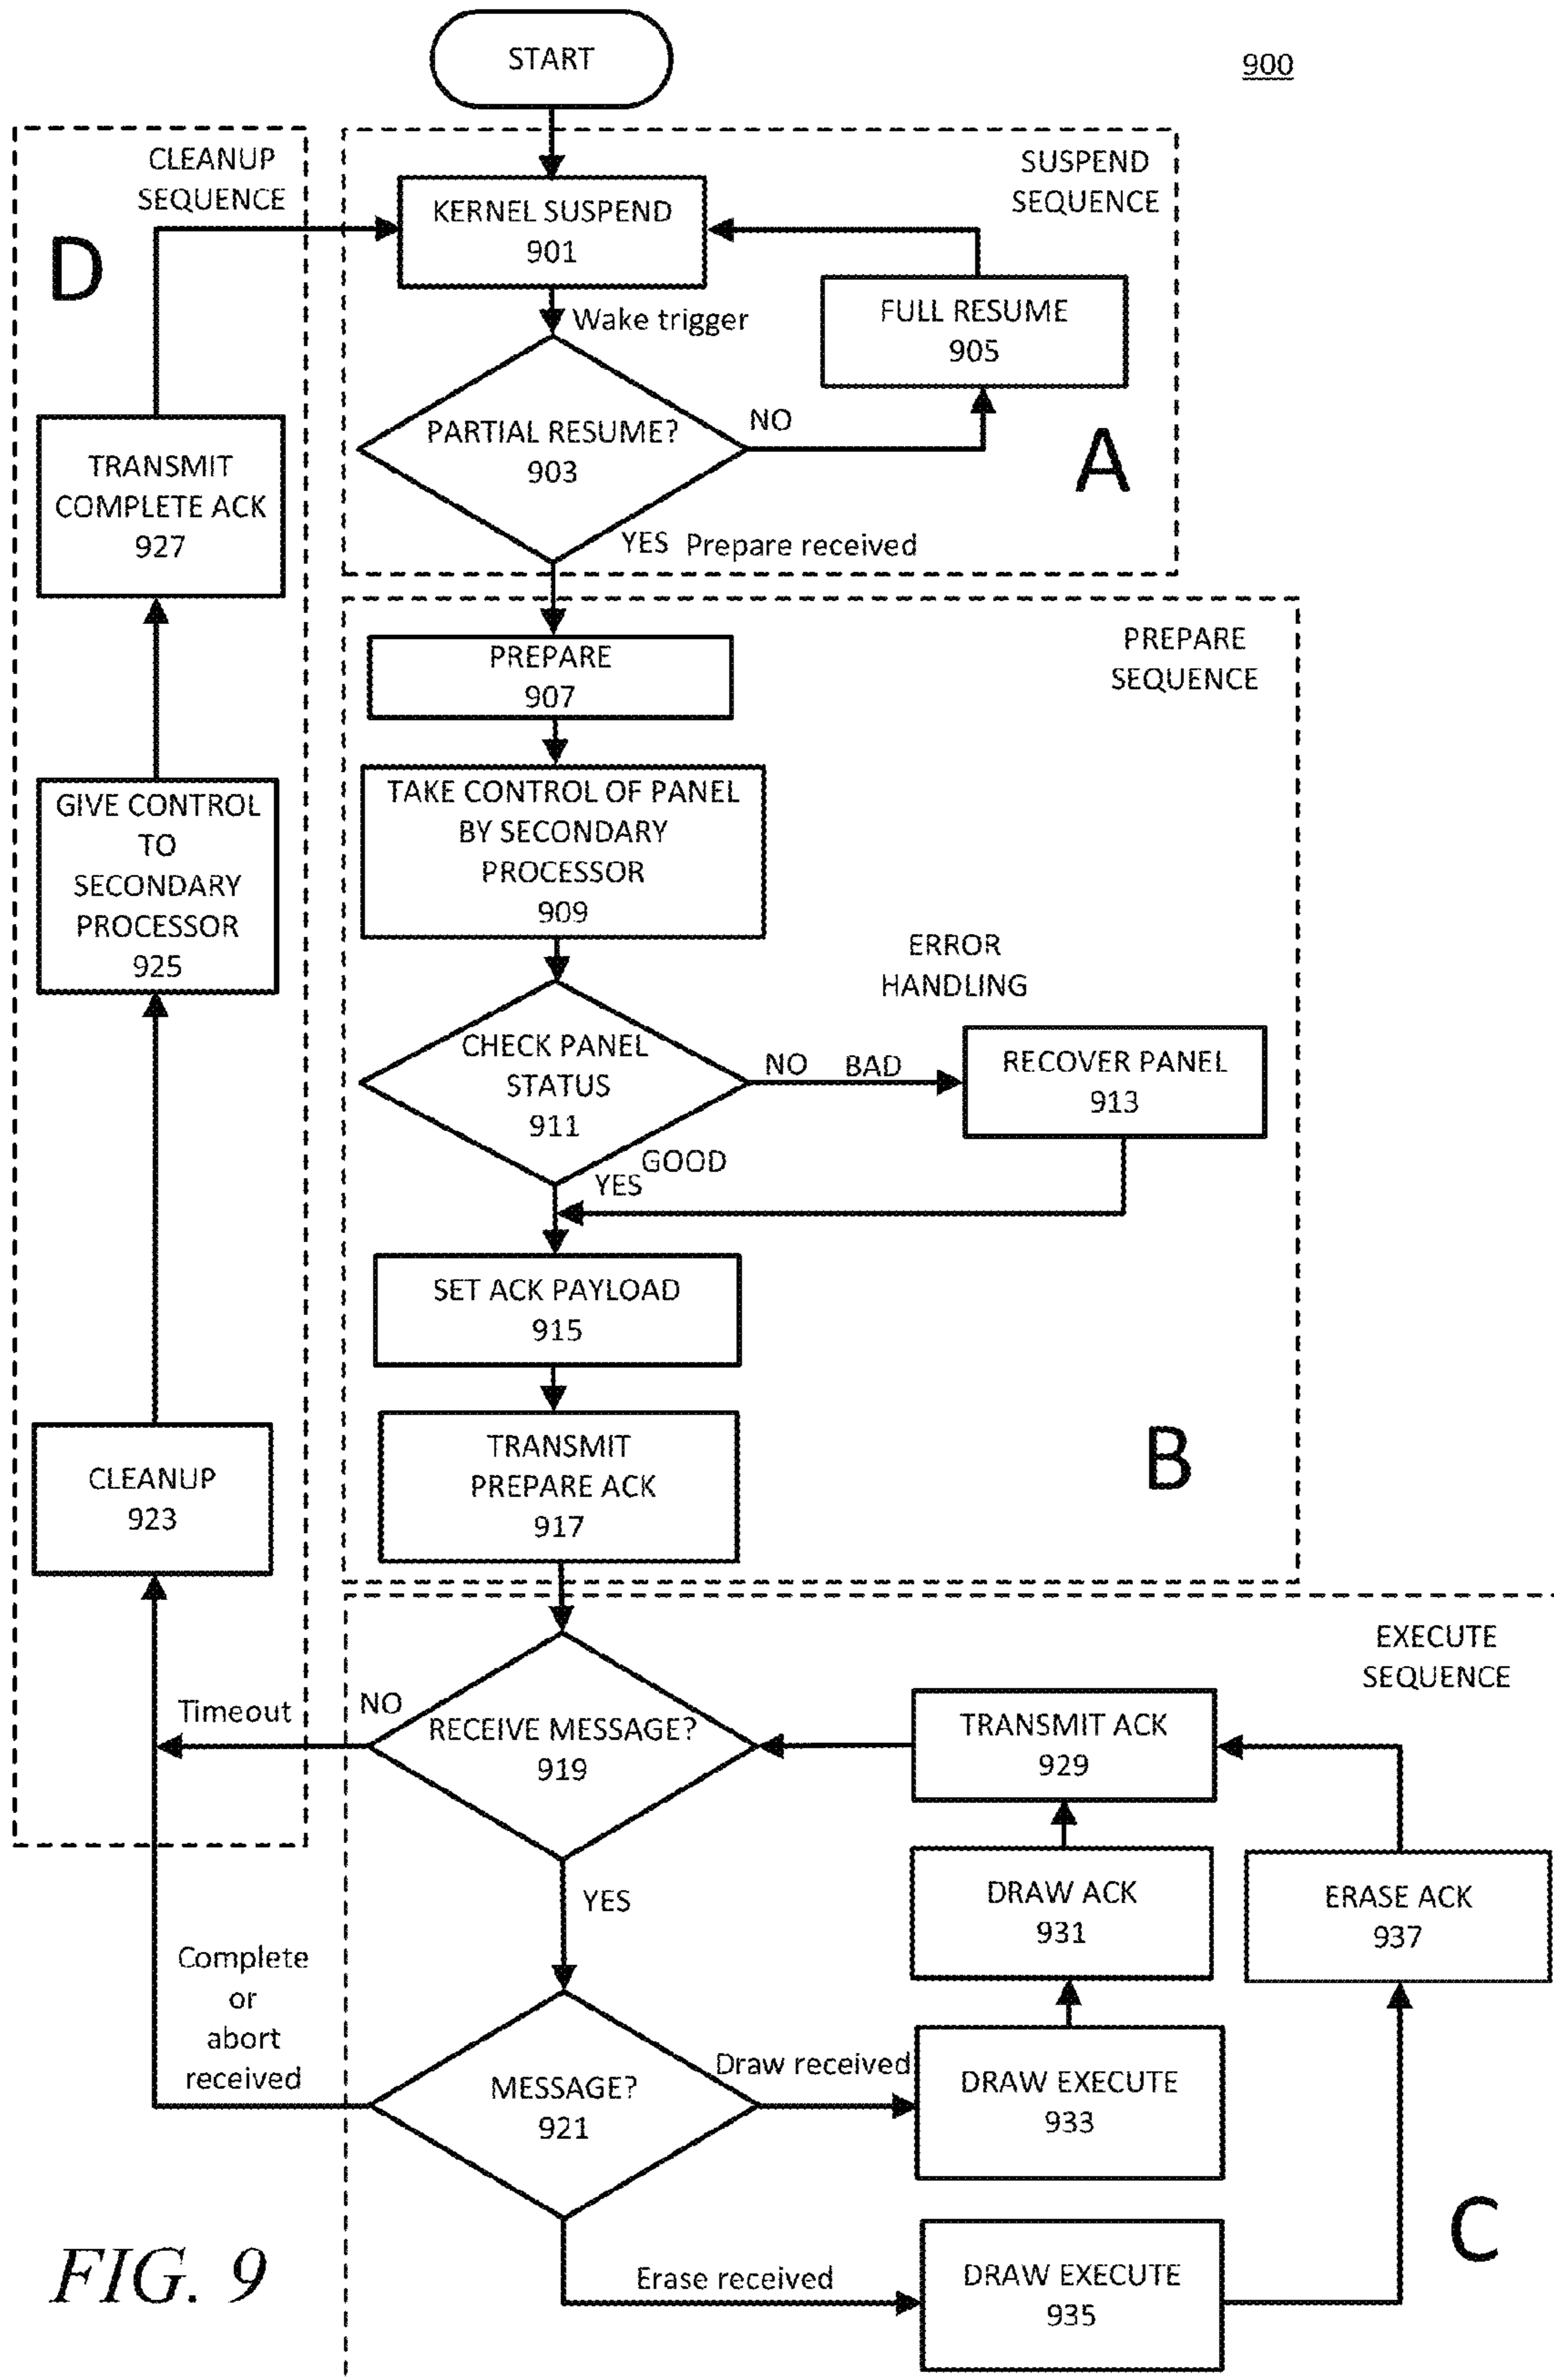 START
900
CLEANUP
SEQUENCE
D
SUSPEND
SEQUENCE
KERNEL SUSPEND
901
Wake trigger
FULL RESUME
905
PARTIAL RESUME?
903
NO
A
YES Prepare received
TRANSMIT
COMPLETE ACK
927
PREPARE
SEQUENCE
PREPARE
907
TAKE CONTROL OF PANEL
BY SECONDARY
PROCESSOR
909
GIVE CONTROL
TO
SECONDARY
PROCESSOR
925
ERROR
HANDLING
CHECK PANEL
STATUS
911
NO BAD
RECOVER PANEL
913
GOOD
YES
SET ACK PAYLOAD
915
TRANSMIT
PREPARE ACK
917
B
CLEANUP
923
EXECUTE
SEQUENCE
Timeout
NO
RECEIVE MESSAGE?
919
TRANSMIT ACK
929
YES
DRAW ACK
931
ERASE ACK
937
Complete
or
abort
received
MESSAGE?
921
Draw received
DRAW EXECUTE
933
C
Erase received
DRAW EXECUTE
935
FIG. 9